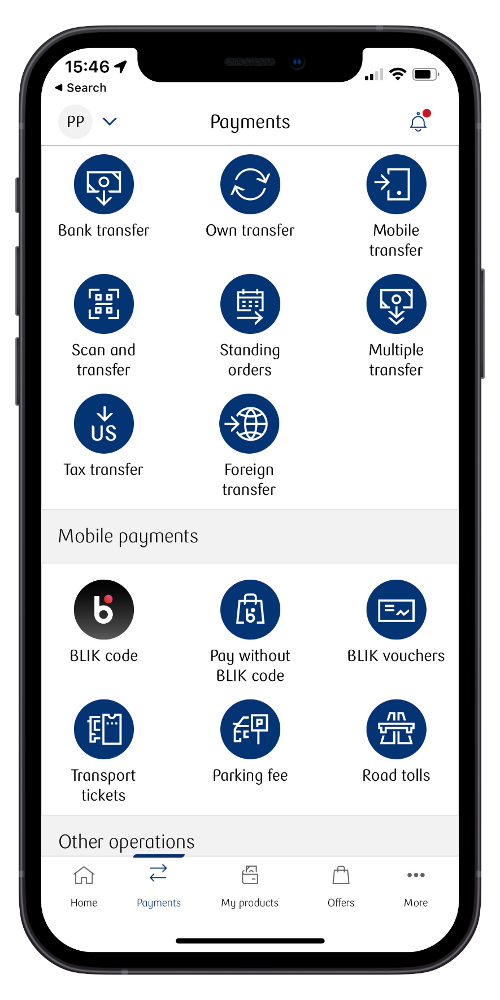 15:46
Search
PP
Payments
Bank transfer
Own transfer
Mobile
transfer
Scan and
transfer
Standing
orders
Multiple
transfer
US
Tax transfer
Foreign
transfer
Mobile payments
b
BLIK code
b
Pay without
BLIK code
BLIK vouchers
Transport
tickets
P
Parking fee
Road tolls
Other operations
Home
Payments
My products
Offers
More